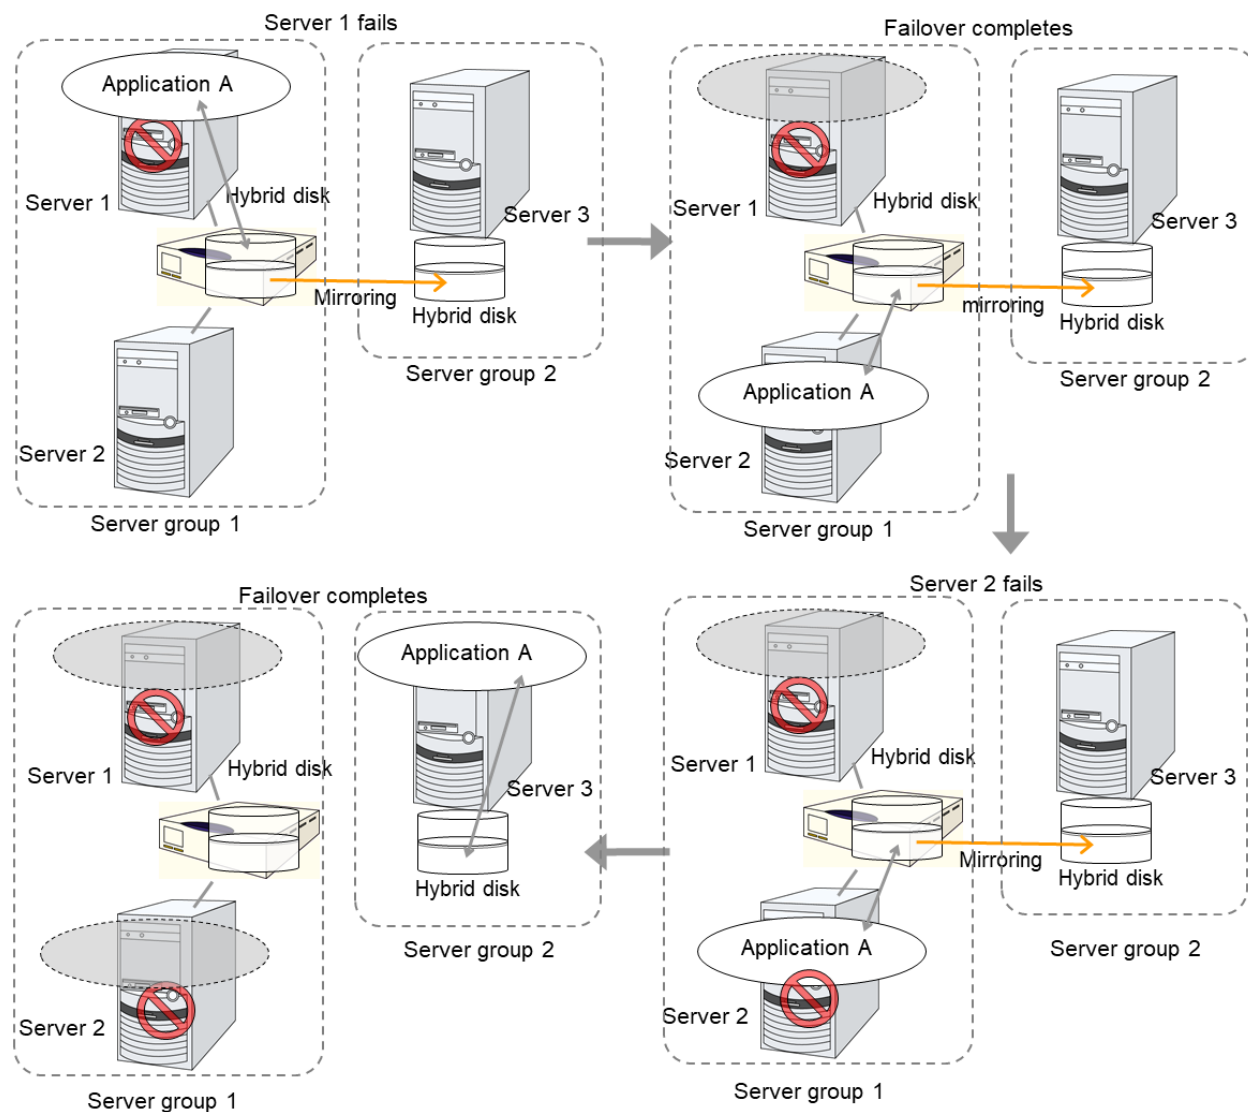 Server 1 fails
Application A
Server 1
Hybrid disk
Server 3
Mirroring
Hybrid disk
Server group 2
Server 2
Server group 1
Failover completes
Server 1
Hybrid disk
Server 3
mirroring
Hybrid disk
Server group 2
Application A
Server 2
Server group 1
Server 2 fails
Server 1
Hybrid disk
Server 3
Mirroring
Hybrid disk
Server group 2
Application A
Server 2
Server group 1
Failover completes
Application A
Server 1
Hybrid disk
Server 3
Hybrid disk
Server group 2
Server 2
Server group 1